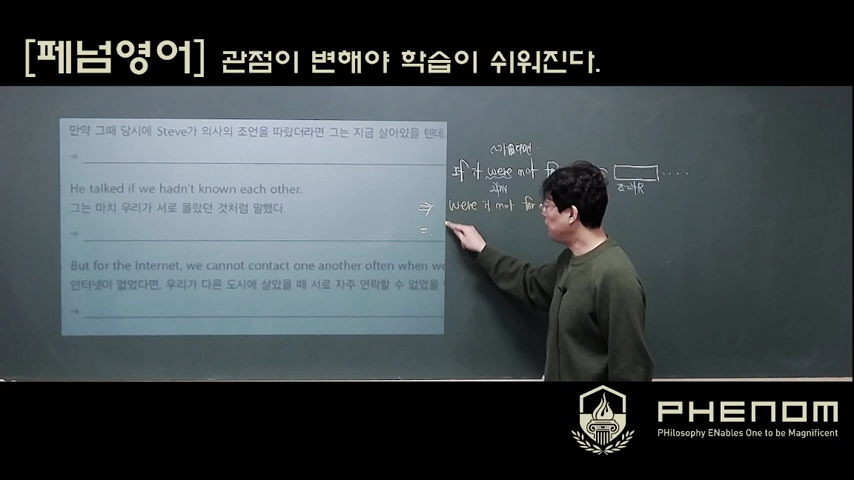 [페넘영어] 관점이 변해야 학습이 쉬워진다.
만약 그때 당시에 Steve가 의사의 조언을 따랐더라면 그는 지금 살아있을 텐데
→
He talked if we hadn't known each other.
그는 마치 우리가 서로 몰랐던 것처럼 말했다
→
But for the Internet, we cannot contact one another often when we
인터넷이 없었다면, 우리가 다른 도시에 살았을 때 서로 자주 연락할 수 없었을
→
If it were not
⇒ were it not for
=
PHENOM
PHilosophy ENables One to be Magnificent